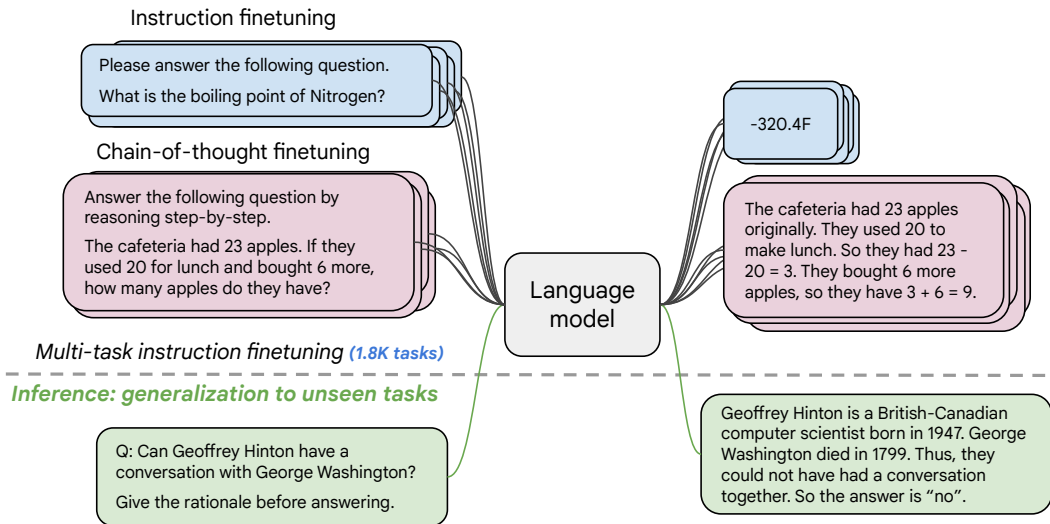 Instruction finetuning
Please answer the following question.
What is the boiling point of Nitrogen?
-320.4F
Chain-of-thought finetuning
Answer the following question by
reasoning step-by-step.
The cafeteria had 23 apples. If they
used 20 for lunch and bought 6 more,
how many apples do they have?
Language
model
The cafeteria had 23 apples
originally. They used 20 to
make lunch. So they had 23 -
20 = 3. They bought 6 more
apples, so they have 3 + 6 = 9.
Multi-task instruction finetuning (1.8K tasks)
Inference: generalization to unseen tasks
Q: Can Geoffrey Hinton have a
conversation with George Washington?
Give the rationale before answering.
Geoffrey Hinton is a British-Canadian
computer scientist born in 1947. George
Washington died in 1799. Thus, they
could not have had a conversation
together. So the answer is “no”.